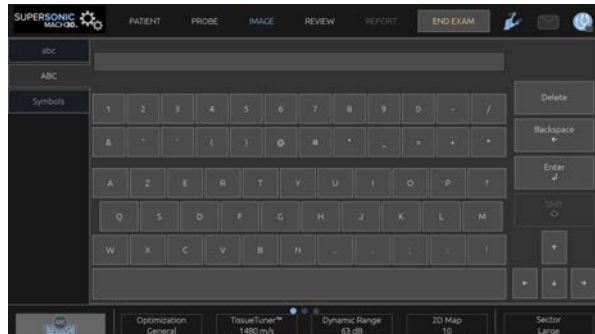 SUPERSONIC MACH30. PATIENT PROBE IMAGE REVIEW REPORT END EXAM
abc
ABC
Symbols
1 2 3 4 5 6 7 8 9 0 - /
& ( ) @ # * _ = +
A Z E R T Y U I O P ?
Q S D F G H J K L M
W X C V B N , . ; : !
Delete
Backspace
←
Enter
↲
Shift
↑
← ↓ →
Optimization TissueTuner™ Dynamic Range 2D Map Sector
General 1480 m/s 63 dB 10 Large